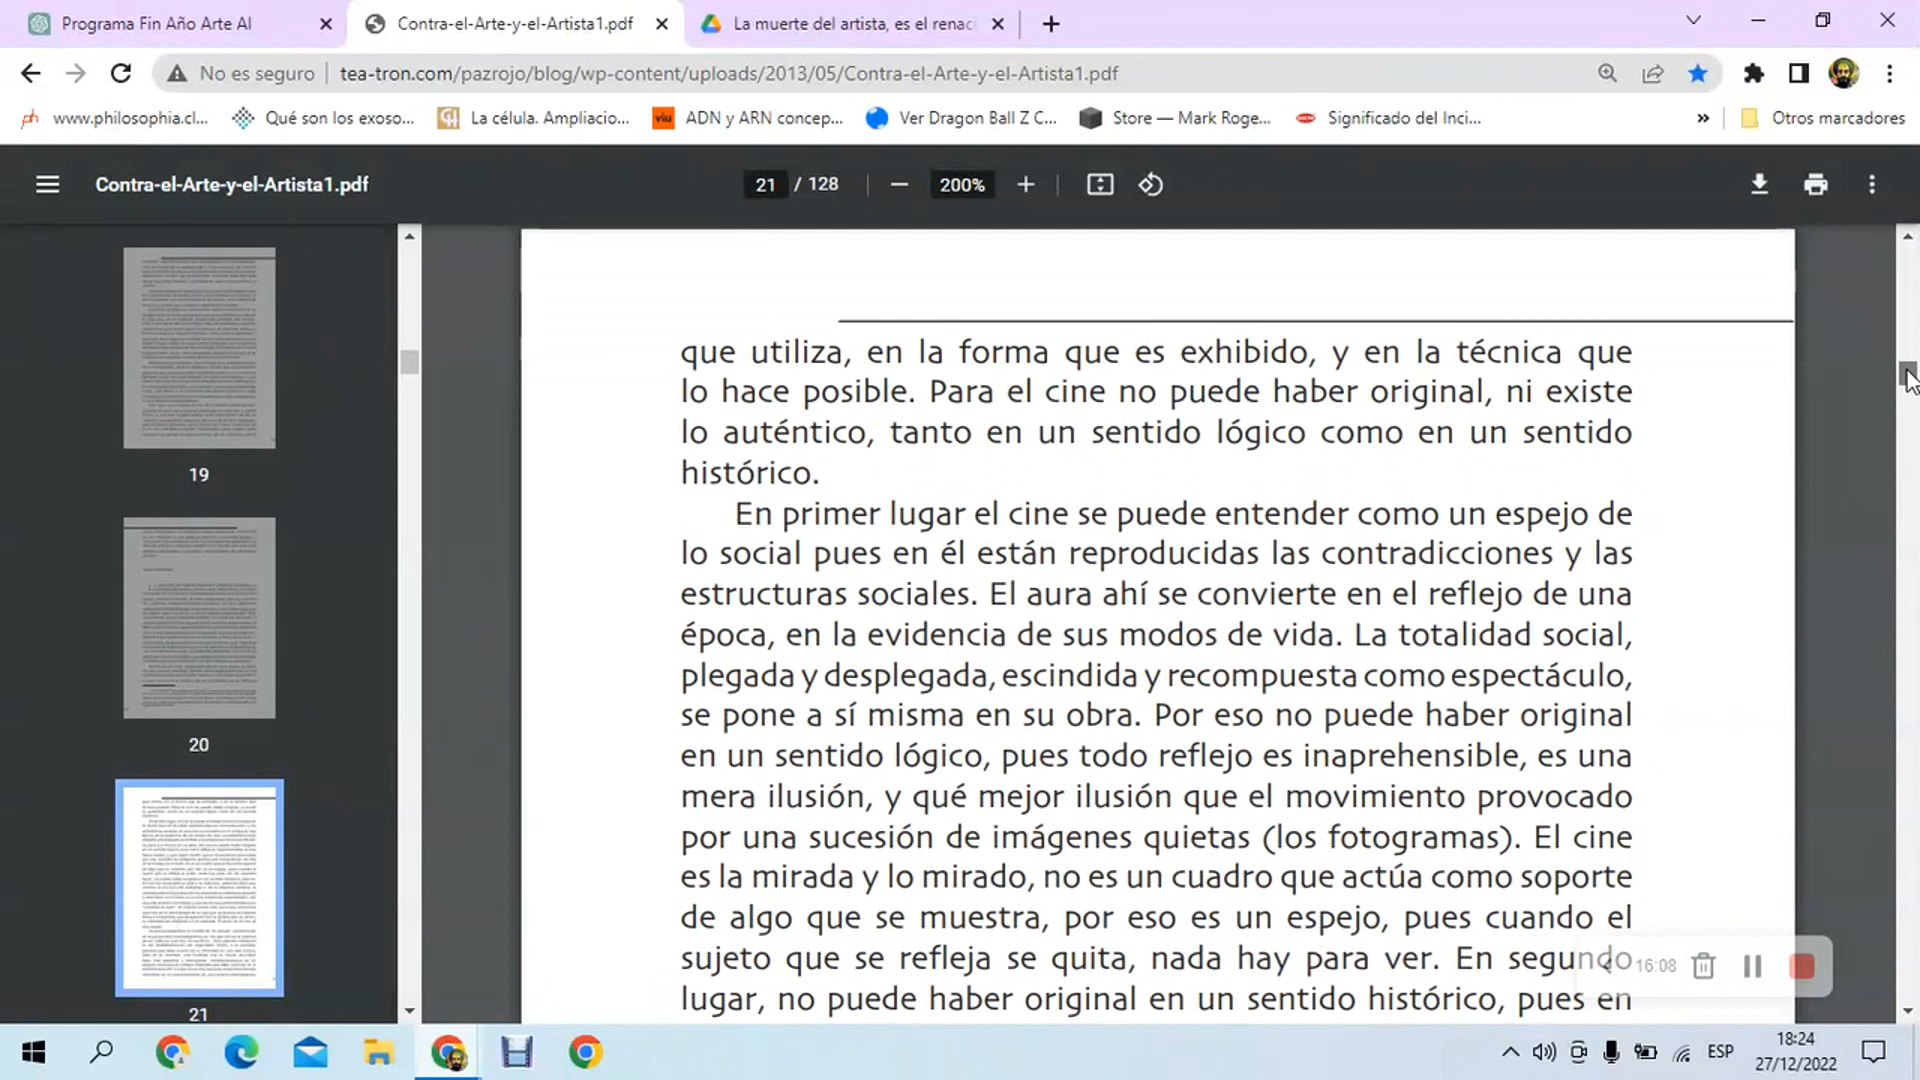 Programa Fin Año Arte AI
Contra-el-Arte-y-el-Artista1.pdf
La muerte del artista, es el renac
No es seguro
tea-tron.com/pazrojo/blog/wp-content/uploads/2013/05/Contra-el-Arte-y-el-Artista1.pdf
www.philosophia.cl...
Qué son los exoso...
La célula. Ampliacio...
viu
ADN y ARN concep...
Ver Dragon Ball Z C...
Store — Mark Roge...
Significado del Inci...
»
Otros marcadores
Contra-el-Arte-y-el-Artista1.pdf
21 / 128
200%
19
20
21
que utiliza, en la forma que es exhibido, y en la técnica que
lo hace posible. Para el cine no puede haber original, ni existe
lo auténtico, tanto en un sentido lógico como en un sentido
histórico.
En primer lugar el cine se puede entender como un espejo de
lo social pues en él están reproducidas las contradicciones y las
estructuras sociales. El aura ahí se convierte en el reflejo de una
época, en la evidencia de sus modos de vida. La totalidad social,
plegada y desplegada, escindida y recompuesta como espectáculo,
se pone a sí misma en su obra. Por eso no puede haber original
en un sentido lógico, pues todo reflejo es inaprehensible, es una
mera ilusión, y qué mejor ilusión que el movimiento provocado
por una sucesión de imágenes quietas (los fotogramas). El cine
es la mirada y lo mirado, no es un cuadro que actúa como soporte
de algo que se muestra, por eso es un espejo, pues cuando el
sujeto que se refleja se quita, nada hay para ver. En segundo
lugar, no puede haber original en un sentido histórico, pues en
16:08
ESP
18:24
27/12/2022